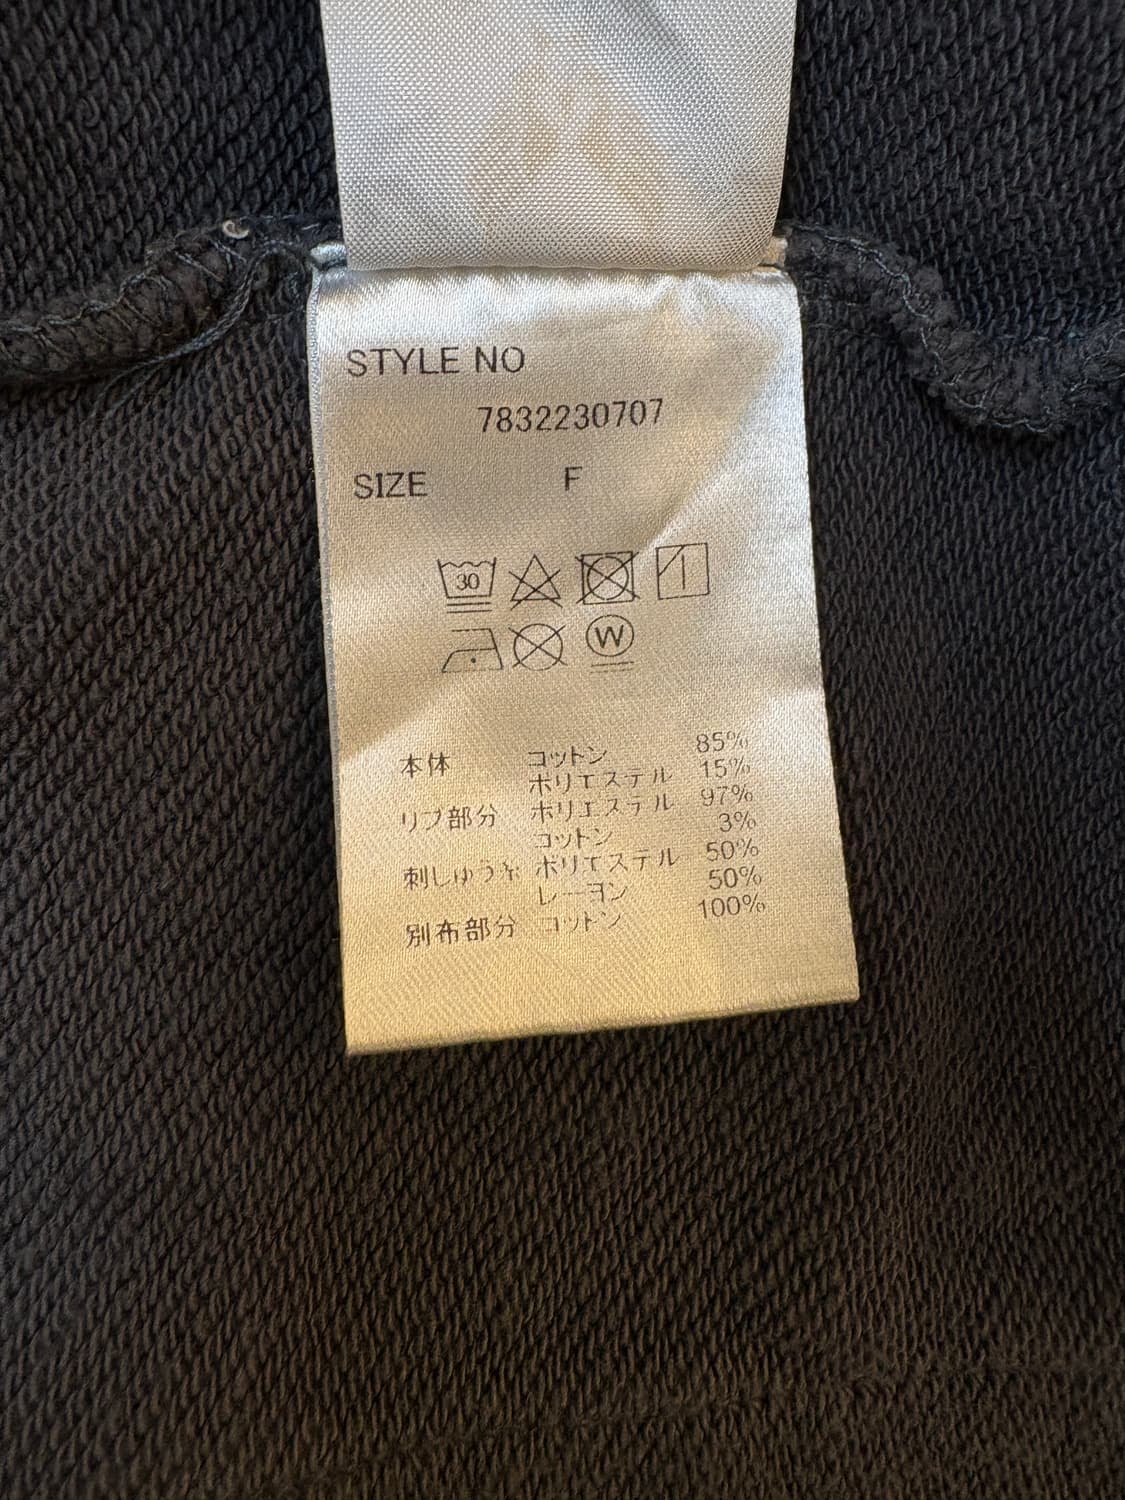 STYLE NO
7832230707
SIZE F
30
W
本体 コットン 85%
ポリエステル 15%
リブ部分 ポリエステル 97%
コットン 3%
刺しゅう糸 ポリエステル 50%
レーヨン 50%
別布部分 コットン 100%